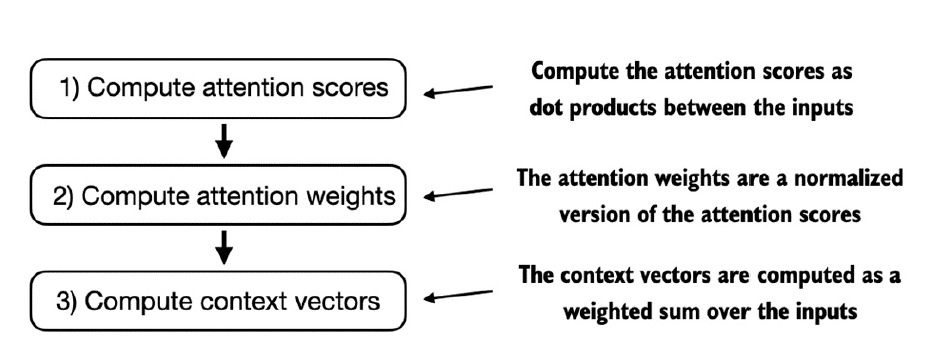 1) Compute attention scores
Compute the attention scores as
dot products between the inputs
2) Compute attention weights
The attention weights are a normalized
version of the attention scores
3) Compute context vectors
The context vectors are computed as a
weighted sum over the inputs